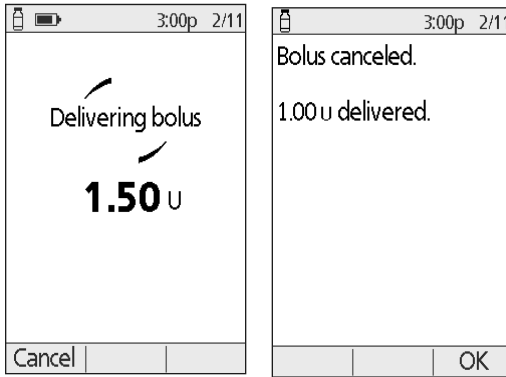 3:00p 2/11
Delivering bolus
1.50 U
Cancel
3:00p 2/11
Bolus canceled.
1.00 U delivered.
OK